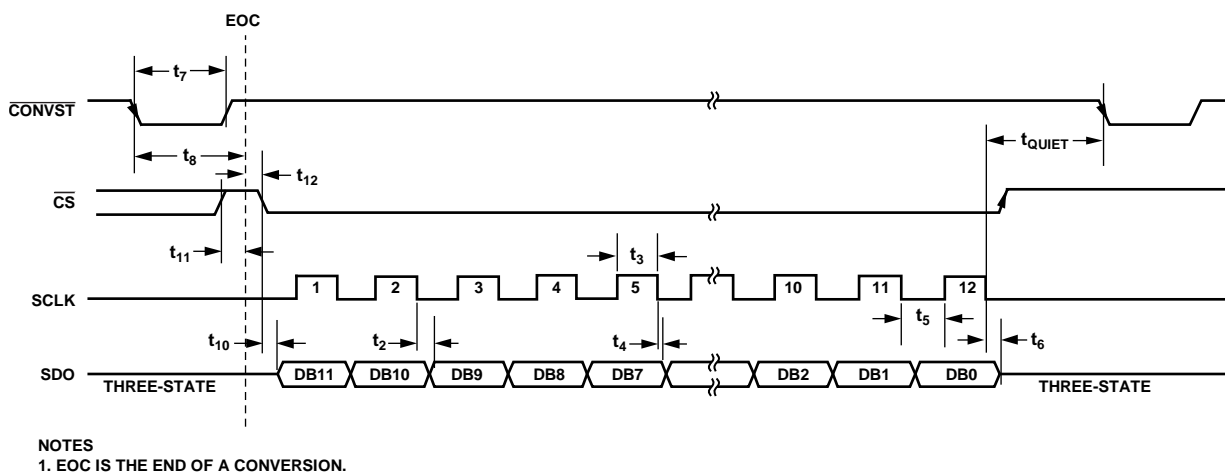 EOC
t7
CONVST
t8
tQUIET
t12
CS
t11
t3
SCLK
1 2 3 4 5 10 11 12
t10
t2
t4
t5
t6
SDO
THREE-STATE
DB11 DB10 DB9 DB8 DB7 DB2 DB1 DB0
THREE-STATE
NOTES
1. EOC IS THE END OF A CONVERSION.